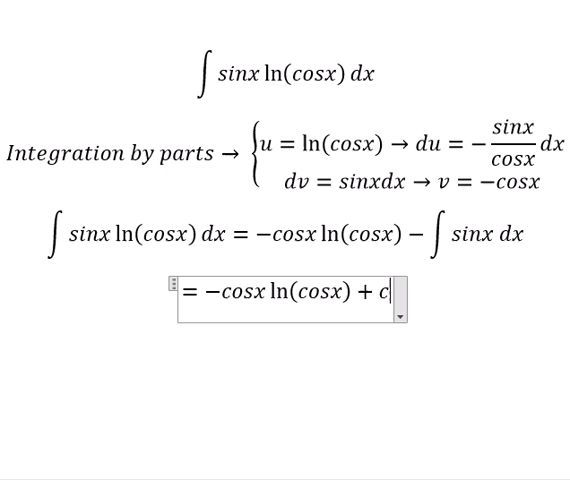 ∫ sinx ln(cosx) dx
Integration by parts → { u = ln(cosx) → du = − sinx/cosx dx
dv = sinxdx → v = −cosx
∫ sinx ln(cosx) dx = −cosx ln(cosx) − ∫ sinx dx
= −cosx ln(cosx) + c